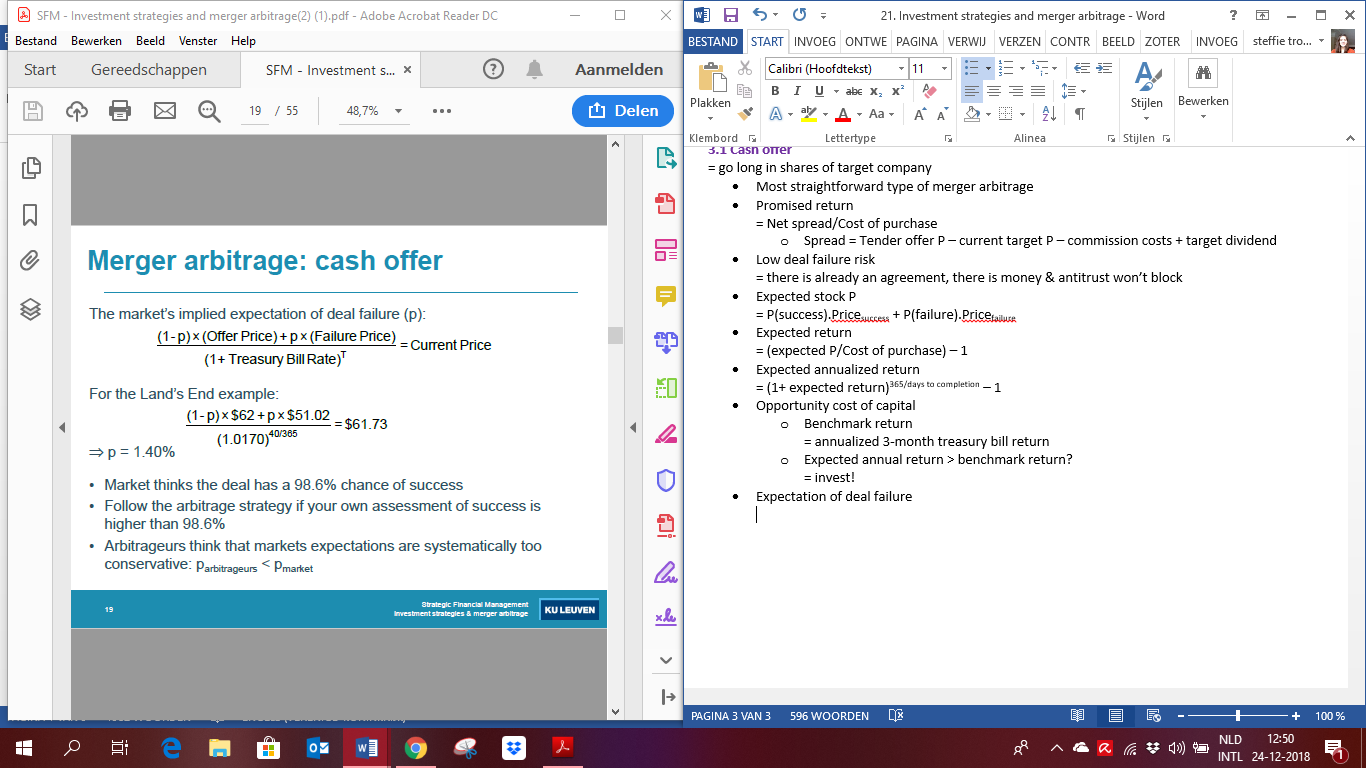 SFM - Investment strategies and merger arbitrage(2) (1).pdf - Adobe Acrobat Reader DC
Bestand Bewerken Beeld Venster Help
Start Gereedschappen SFM - Investment s... × Aanmelden
19 / 55 48,7% Delen
Merger arbitrage: cash offer
The market's implied expectation of deal failure (p):
(1-p)×(Offer Price)+p×(Failure Price)
(1+Treasury Bill Rate)^T = Current Price
For the Land's End example:
(1-p)×$62+p×$51.02
(1.0170)^40/365 = $61.73
⇒ p = 1.40%
• Market thinks the deal has a 98.6% chance of success
• Follow the arbitrage strategy if your own assessment of success is
higher than 98.6%
• Arbitrageurs think that markets expectations are systematically too
conservative: parbitrageurs < pmarket
19
Strategic Financial Management
Investment strategies & merger arbitrage
KU LEUVEN
21. Investment strategies and merger arbitrage - Word
BESTAND START INVOEG ONTWE PAGINA VERWIJ VERZEN CONTR BEELD ZOTER INVOEG steffie tro...
Calibri (Hoofdtekst) 11
Plakken
B I U abc x₂ x²
A ab A Aa A A
Stijlen Bewerken
Klembord Lettertype Alinea Stijlen
3.1 Cash offer
= go long in shares of target company
• Most straightforward type of merger arbitrage
• Promised return
= Net spread/Cost of purchase
o Spread = Tender offer P – current target P – commission costs + target dividend
• Low deal failure risk
= there is already an agreement, there is money & antitrust won't block
• Expected stock P
= P(success).Pricesuccess + P(failure).Pricefailure
• Expected return
= (expected P/Cost of purchase) – 1
• Expected annualized return
= (1+ expected return)^365/days to completion – 1
• Opportunity cost of capital
o Benchmark return
= annualized 3-month treasury bill return
o Expected annual return > benchmark return?
= invest!
• Expectation of deal failure
PAGINA 3 VAN 3 596 WOORDEN 100 %
NLD 12:50
INTL 24-12-2018
1